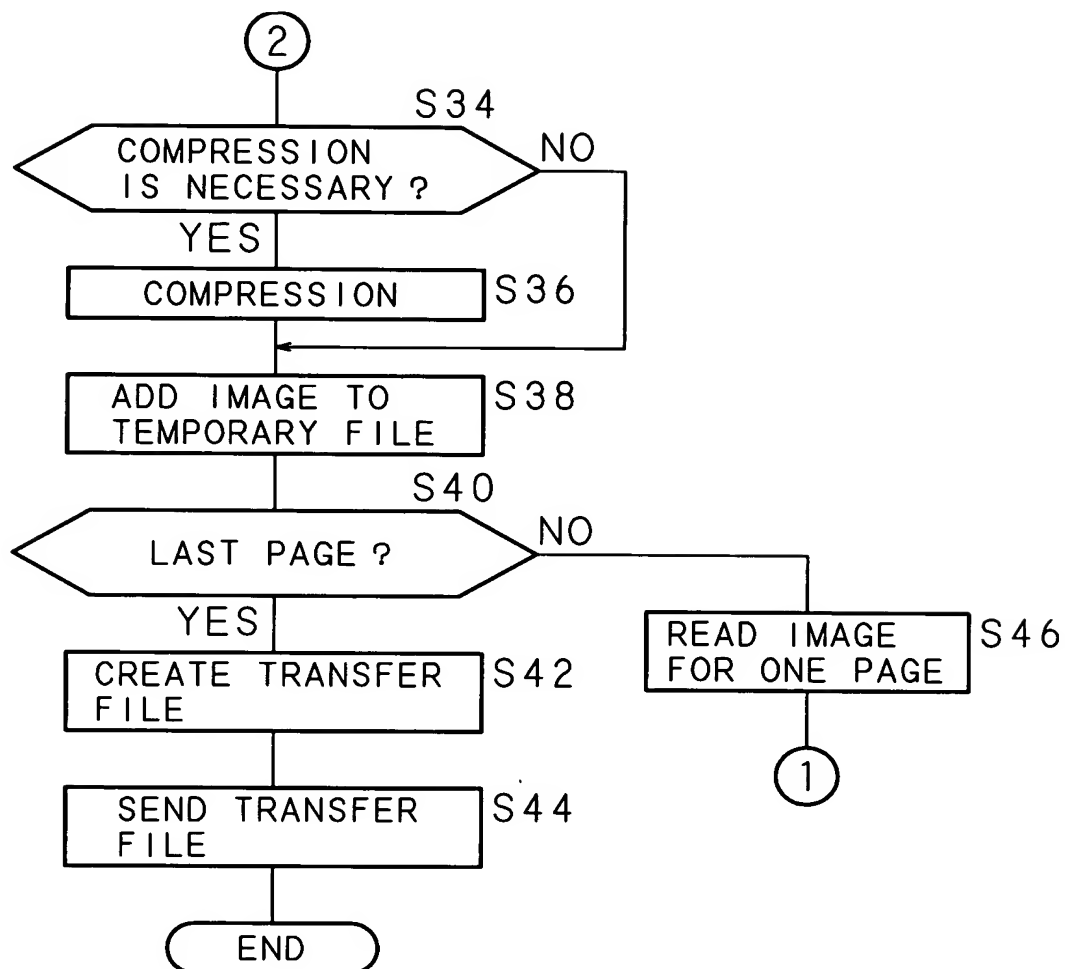 2
S34
COMPRESSION
IS NECESSARY?
NO
YES
COMPRESSION
S36
ADD IMAGE TO
TEMPORARY FILE
S38
S40
LAST PAGE?
NO
YES
READ IMAGE
FOR ONE PAGE
S46
CREATE TRANSFER
FILE
S42
1
SEND TRANSFER
FILE
S44
END